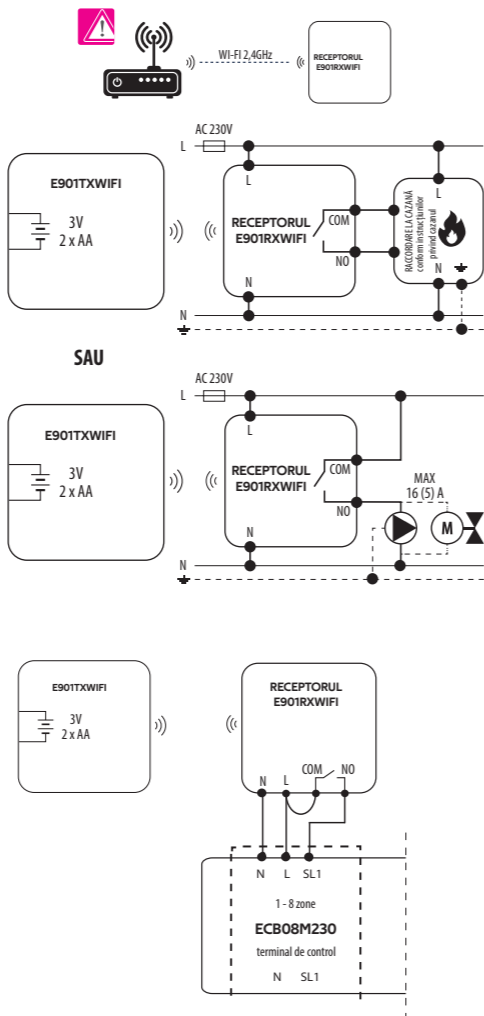 WI-FI 2,4GHz
RECEPTORUL
E901RXWIFI
AC 230V
L
E901TXWIFI
3V
2 x AA
L
RECEPTORUL
E901RXWIFI
COM
NO
N
L
RACCORDARE LA CAZANĂ
conform instrucțiunilor
privind cazanul
N
N
SAU
AC 230V
L
E901TXWIFI
3V
2 x AA
L
RECEPTORUL
E901RXWIFI
COM
NO
N
MAX
16 (5) A
M
N
E901TXWIFI
3V
2 x AA
RECEPTORUL
E901RXWIFI
N L COM NO
N L SL1
1 - 8 zone
ECB08M230
terminal de control
N SL1